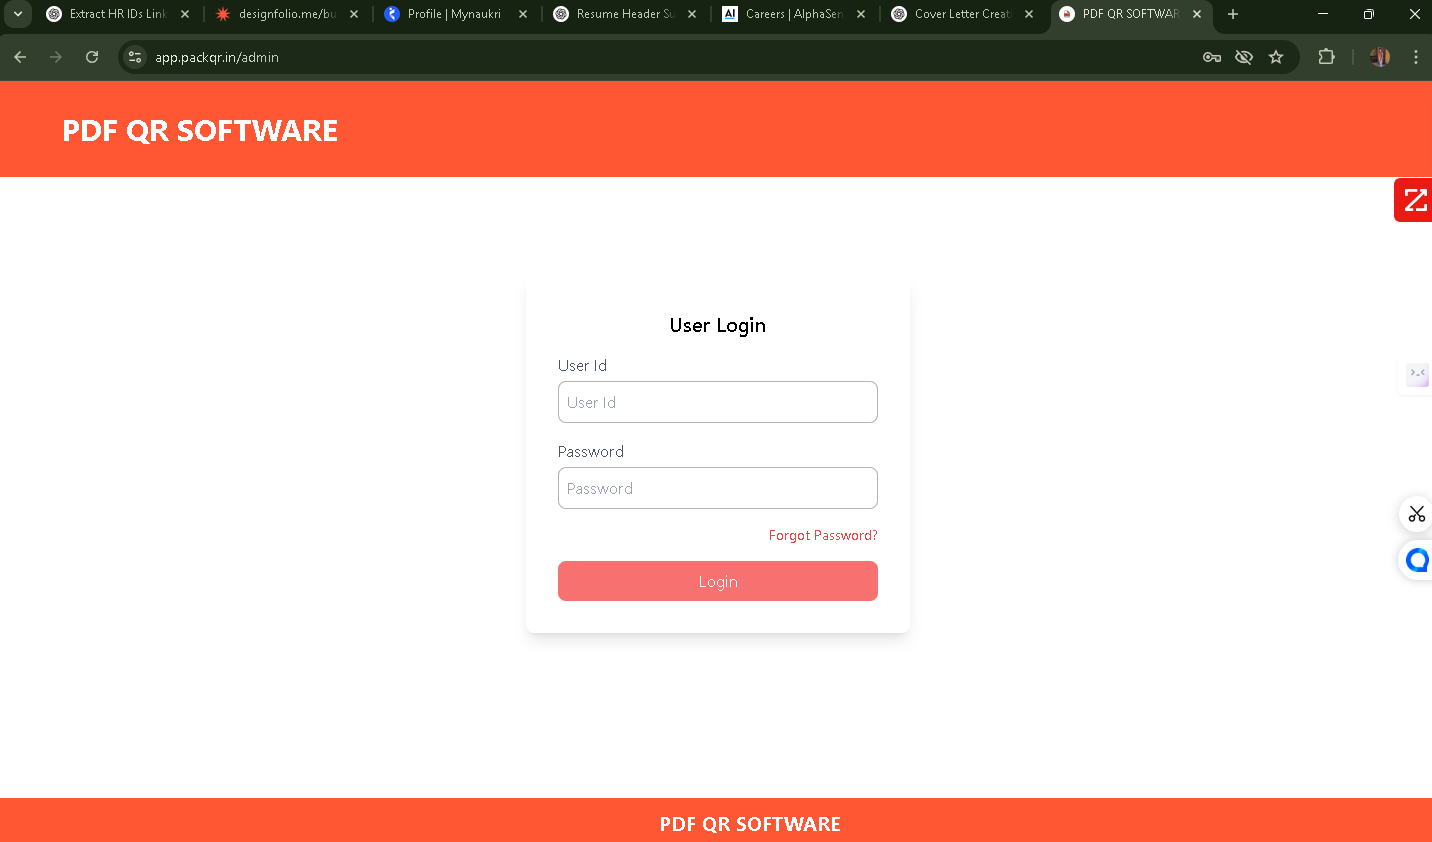 Extract HR IDs Link
designfolio.me/bu
Profile | Mynaukri
Resume Header Su
Careers | AlphaSen
Cover Letter Creati
PDF QR SOFTWAR
app.packqr.in/admin
PDF QR SOFTWARE
User Login
User Id
User Id
Password
Password
Forgot Password?
Login
PDF QR SOFTWARE